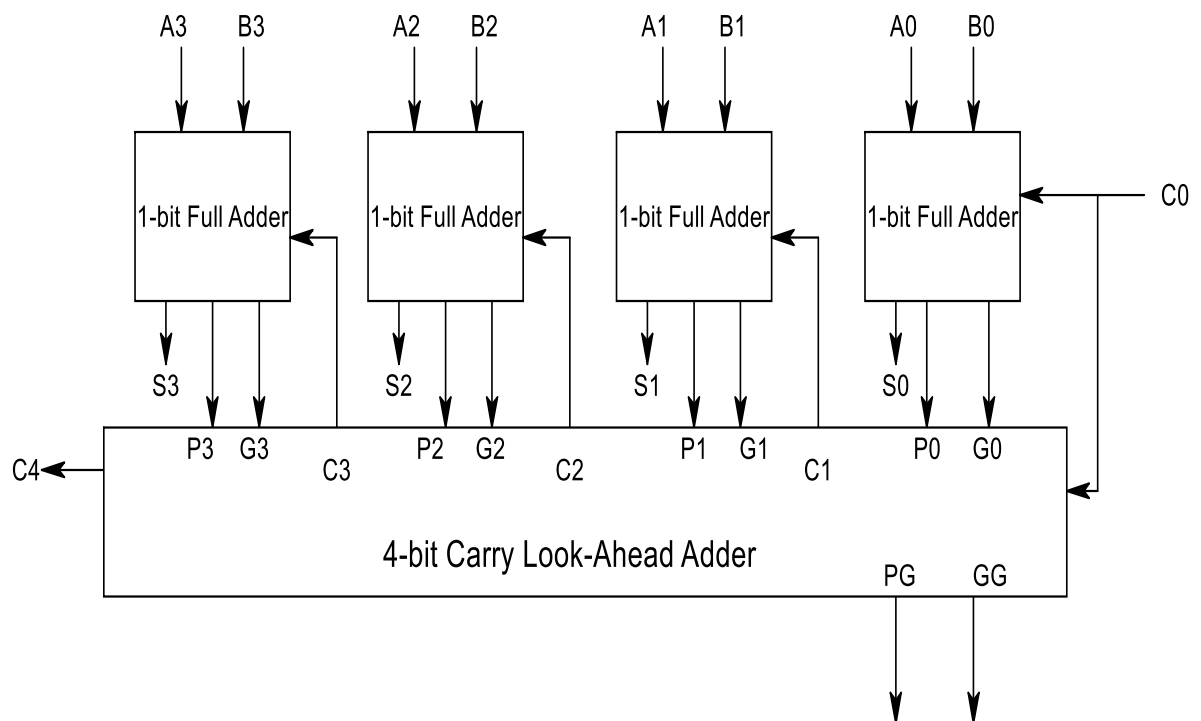 A3 B3 A2 B2 A1 B1 A0 B0
1-bit Full Adder 1-bit Full Adder 1-bit Full Adder 1-bit Full Adder C0
S3 S2 S1 S0
P3 G3 P2 G2 P1 G1 P0 G0
C4 C3 C2 C1
4-bit Carry Look-Ahead Adder
PG GG